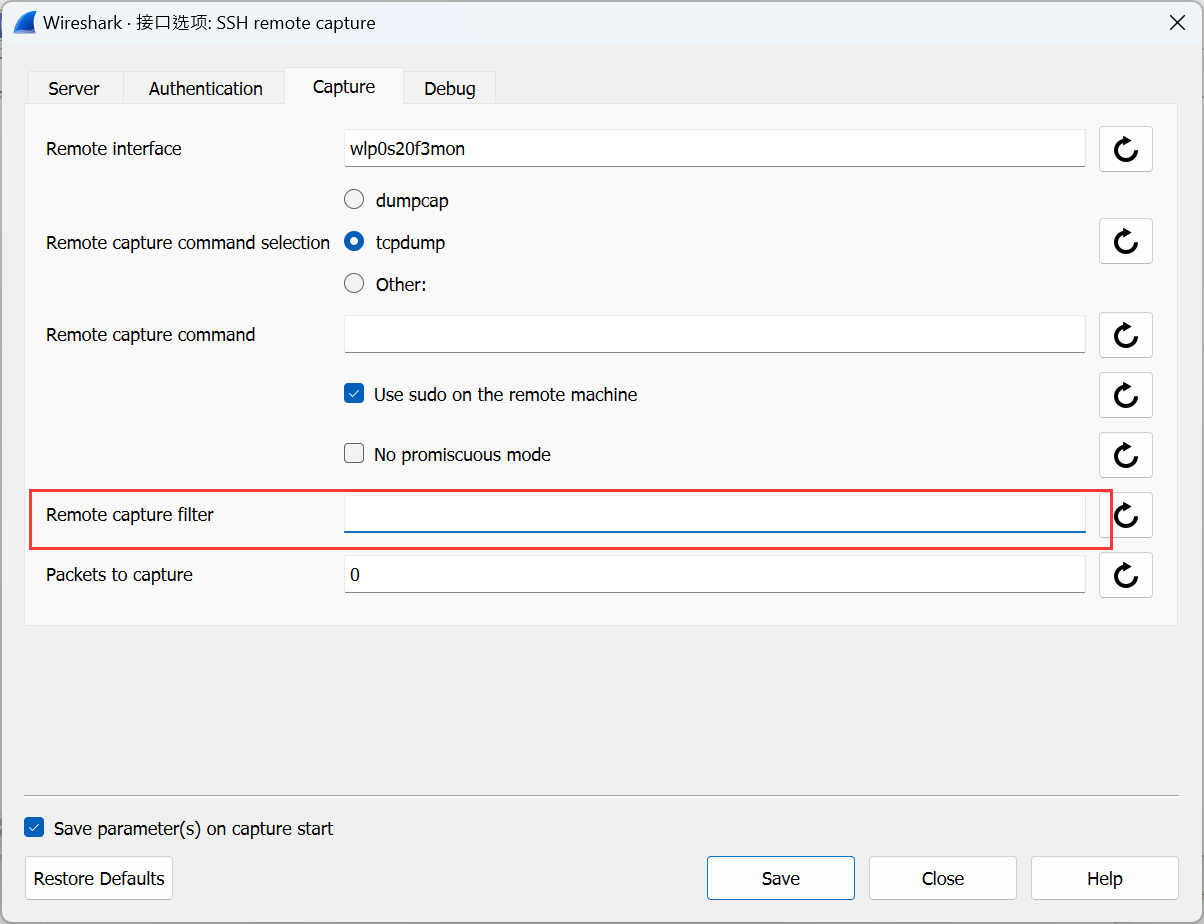 Wireshark · 接口选项: SSH remote capture
Server Authentication Capture Debug
Remote interface wlp0s20f3mon
dumpcap
Remote capture command selection tcpdump
Other:
Remote capture command
Use sudo on the remote machine
No promiscuous mode
Remote capture filter
Packets to capture 0
Save parameter(s) on capture start
Restore Defaults Save Close Help